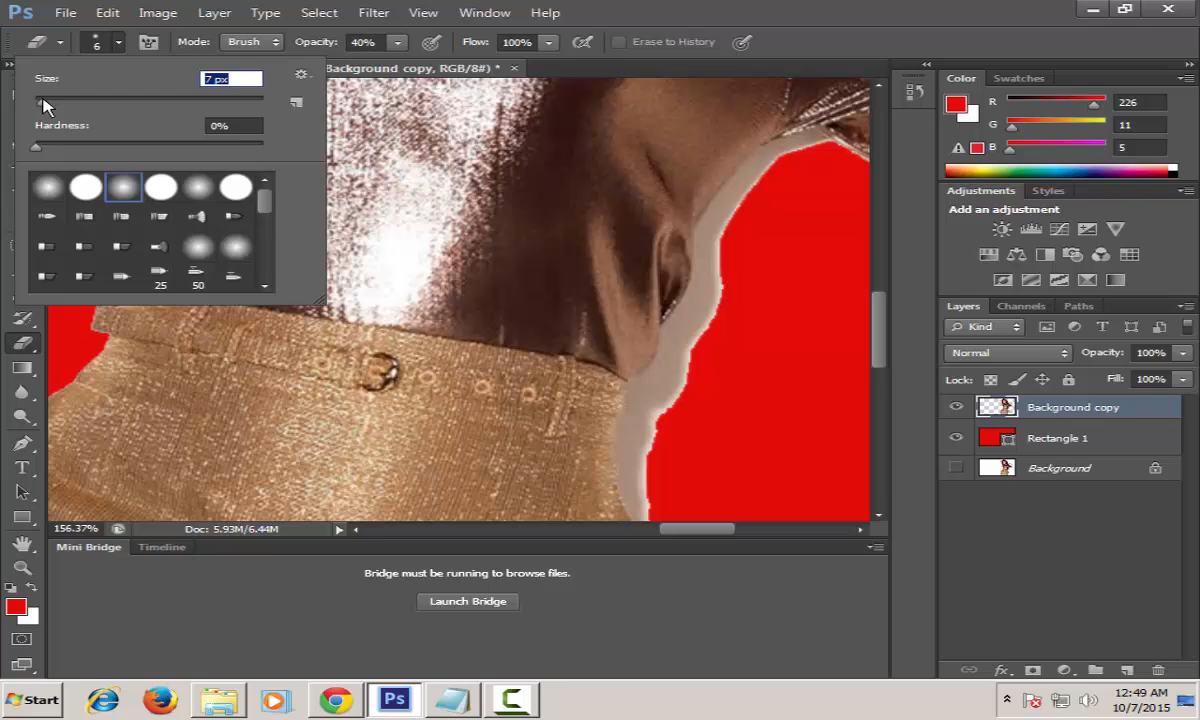 Ps File Edit Image Layer Type Select Filter View Window Help
6 Mode: Brush Opacity: 40% Flow: 100% Erase to History
Background copy, RGB/8#) * ×
Size: 7 px
Hardness: 0%
25 50
Color Swatches
R 226
G 11
B 5
Adjustments Styles
Add an adjustment
Layers Channels Paths
Kind
Normal Opacity: 100%
Lock: Fill: 100%
Background copy
Rectangle 1
Background
fx
T
156.37% Doc: 5.93M/6.44M
Mini Bridge Timeline
Bridge must be running to browse files.
Launch Bridge
Start Ps C 12:49 AM
10/7/2015